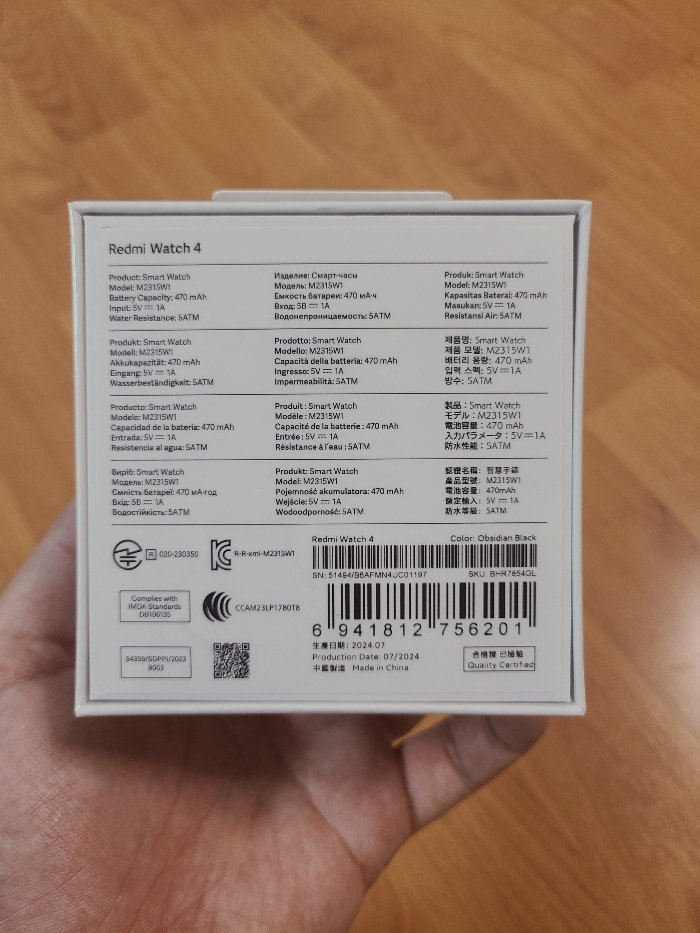 Redmi Watch 4
Product: Smart Watch
Model: M2315W1
Battery Capacity: 470 mAh
Input: 5V ⎓ 1A
Water Resistance: 5ATM
Изделие: Смарт-часы
Модель: M2315W1
Емкость батареи: 470 мА·ч
Вход: 5В ⎓ 1A
Водонепроницаемость: 5ATM
Produk: Smart Watch
Model: M2315W1
Kapasitas Baterai: 470 mAh
Masukan: 5V ⎓ 1A
Resistansi Air: 5ATM
Produkt: Smart Watch
Modell: M2315W1
Akkukapazität: 470 mAh
Eingang: 5V ⎓ 1A
Wasserbeständigkeit: 5ATM
Prodotto: Smart Watch
Modello: M2315W1
Capacità della batteria: 470 mAh
Ingresso: 5V ⎓ 1A
Impermeabilità: 5ATM
제품명: Smart Watch
제품 모델: M2315W1
배터리 용량: 470 mAh
입력 스펙: 5V ⎓ 1A
방수: 5ATM
Producto: Smart Watch
Modelo: M2315W1
Capacidad de la batería: 470 mAh
Entrada: 5V ⎓ 1A
Resistencia al agua: 5ATM
Produit : Smart Watch
Modèle : M2315W1
Capacité de la batterie : 470 mAh
Entrée : 5V ⎓ 1A
Résistance à l'eau : 5ATM
製品：Smart Watch
モデル：M2315W1
電池容量：470 mAh
入力パラメータ：5V ⎓ 1A
防水性能：5ATM
Виріб: Smart Watch
Модель: M2315W1
Ємність батареї: 470 мА·год
Вхід: 5В ⎓ 1A
Водостійкість: 5ATM
Produkt: Smart Watch
Model: M2315W1
Pojemność akumulatora: 470 mAh
Wejście: 5V ⎓ 1A
Wodoodporność: 5ATM
認證名稱：智慧手錶
產品型號：M2315W1
電池容量：470mAh
額定輸入：5V ⎓ 1A
防水等級：5ATM
R 020-230350
R-R-xmi-M2315W1
Complies with
IMDA Standards
DB106135
CCAM23LP1780T8
94359/SDPPI/2023
9603
Redmi Watch 4 Color: Obsidian Black
SN: 51494/B6AFMN4UC01197 SKU: BHR7854GL
6 941812 756201
生產日期: 2024.07
Production Date: 07/2024
中國製造 Made in China
合格證 已檢驗
Quality Certified